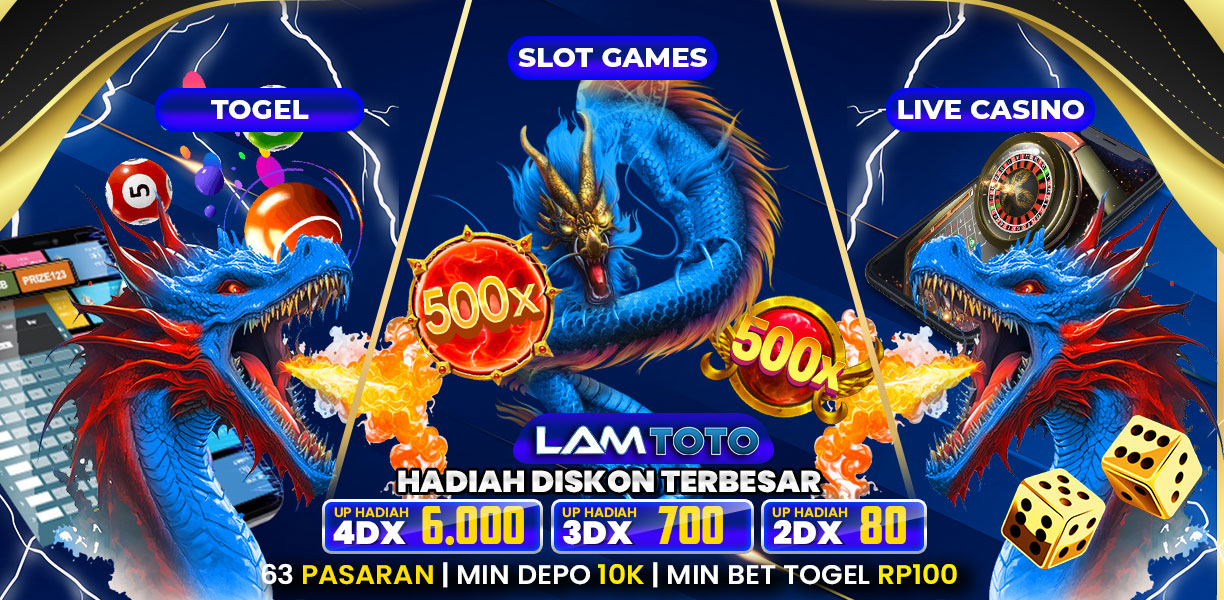 SLOT GAMES
TOGEL
LIVE CASINO
5
PRIZE123
500x
500x
LAMTOTO
HADIAH DISKON TERBESAR
UP HADIAH
4DX 6.000
UP HADIAH
3DX 700
UP HADIAH
2DX 80
63 PASARAN | MIN DEPO 10K | MIN BET TOGEL RP100